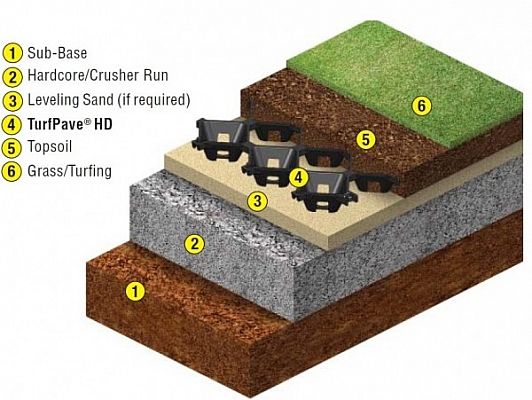 1 Sub-Base
2 Hardcore/Crusher Run
3 Leveling Sand (if required)
4 TurfPave® HD
5 Topsoil
6 Grass/Turfing
6
5
4
3
2
1